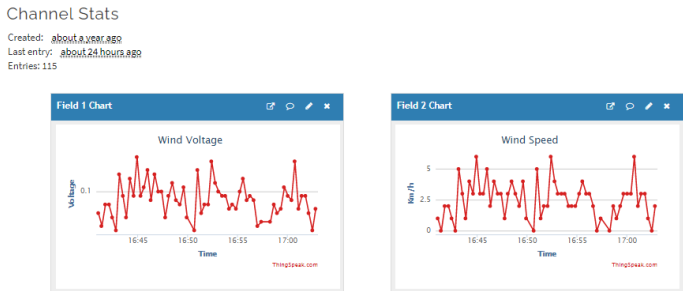 Channel Stats
Created: about a year ago
Last entry: about 24 hours ago
Entries: 115
Field 1 Chart
Wind Voltage
Voltage
0.1
16:45 16:50 16:55 17:00
Time
ThingSpeak.com
Field 2 Chart
Wind Speed
Km/h
5
2.5
0
16:45 16:50 16:55 17:00
Time
ThingSpeak.com